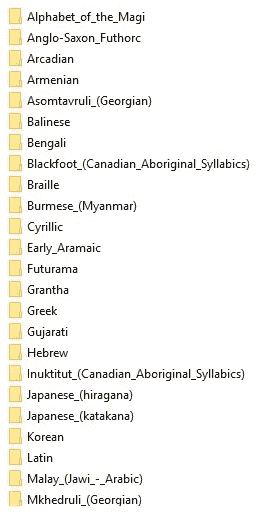 Alphabet_of_the_Magi
Anglo-Saxon_Futhorc
Arcadian
Armenian
Asomtavruli_(Georgian)
Balinese
Bengali
Blackfoot_(Canadian_Aboriginal_Syllabics)
Braille
Burmese_(Myanmar)
Cyrillic
Early_Aramaic
Futurama
Grantha
Greek
Gujarati
Hebrew
Inuktitut_(Canadian_Aboriginal_Syllabics)
Japanese_(hiragana)
Japanese_(katakana)
Korean
Latin
Malay_(Jawi_-_Arabic)
Mkhedruli_(Georgian)